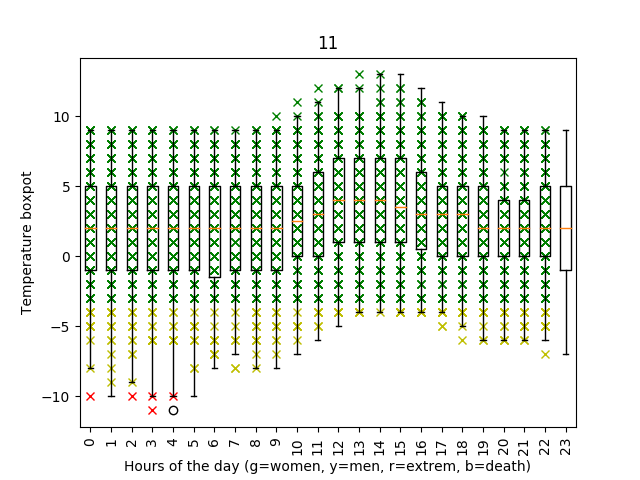 11
Temperature boxpot
10
5
0
−5
−10
0 1 2 3 4 5 6 7 8 9 10 11 12 13 14 15 16 17 18 19 20 21 22 23
Hours of the day (g=women, y=men, r=extrem, b=death)